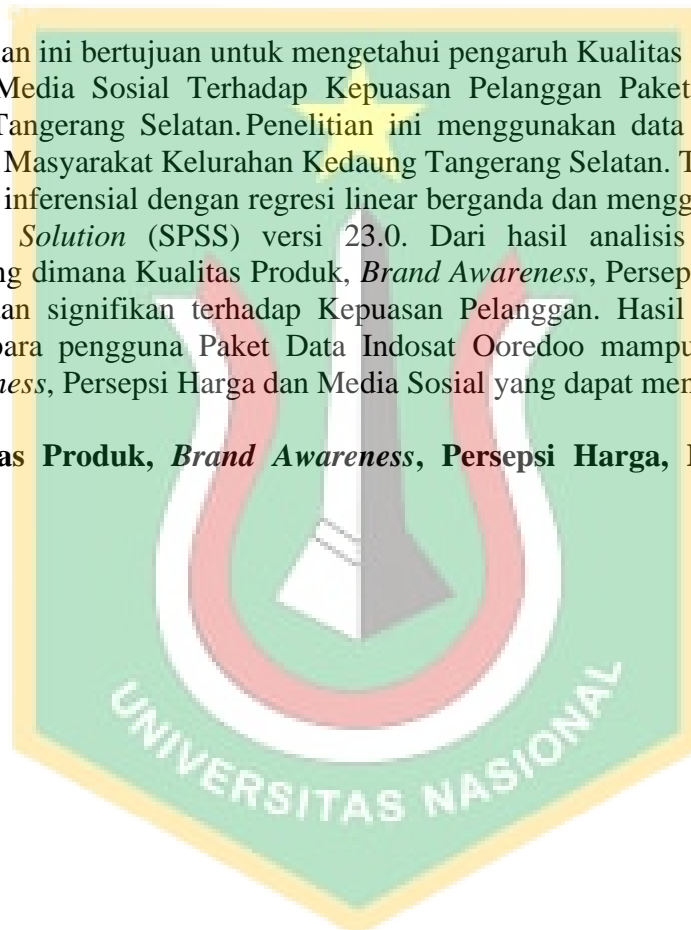 an ini bertujuan untuk mengetahui pengaruh Kualitas
Media Sosial Terhadap Kepuasan Pelanggan Paket
Tangerang Selatan. Penelitian ini menggunakan data
Masyarakat Kelurahan Kedaung Tangerang Selatan. T
inferensial dengan regresi linear berganda dan mengg
Solution (SPSS) versi 23.0. Dari hasil analisis
ng dimana Kualitas Produk, Brand Awareness, Persep
an signifikan terhadap Kepuasan Pelanggan. Hasil
para pengguna Paket Data Indosat Ooredoo mampu
ness, Persepsi Harga dan Media Sosial yang dapat men
as Produk, Brand Awareness, Persepsi Harga,
UNIVERSITAS NASIONAL